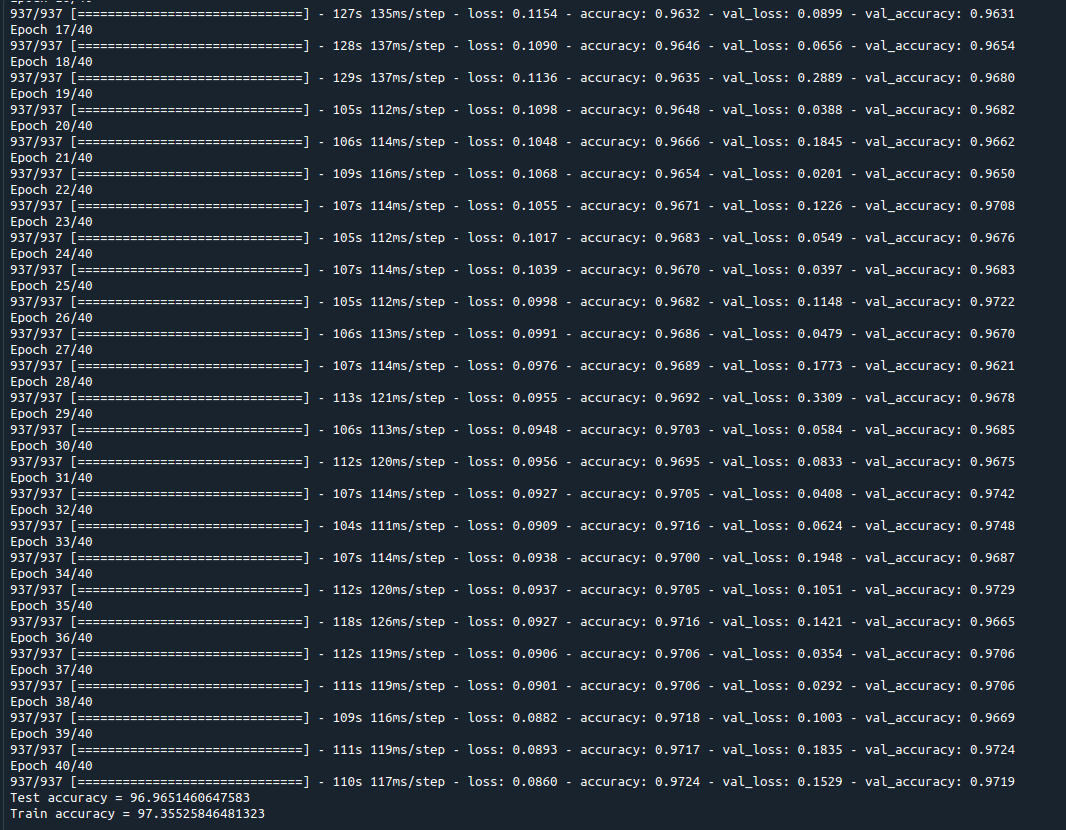 937/937 [==============================] - 127s 135ms/step - loss: 0.1154 - accuracy: 0.9632 - val_loss: 0.0899 - val_accuracy: 0.9631
Epoch 17/40
937/937 [==============================] - 128s 137ms/step - loss: 0.1090 - accuracy: 0.9646 - val_loss: 0.0656 - val_accuracy: 0.9654
Epoch 18/40
937/937 [==============================] - 129s 137ms/step - loss: 0.1136 - accuracy: 0.9635 - val_loss: 0.2889 - val_accuracy: 0.9680
Epoch 19/40
937/937 [==============================] - 105s 112ms/step - loss: 0.1098 - accuracy: 0.9648 - val_loss: 0.0388 - val_accuracy: 0.9682
Epoch 20/40
937/937 [==============================] - 106s 114ms/step - loss: 0.1048 - accuracy: 0.9666 - val_loss: 0.1845 - val_accuracy: 0.9662
Epoch 21/40
937/937 [==============================] - 109s 116ms/step - loss: 0.1068 - accuracy: 0.9654 - val_loss: 0.0201 - val_accuracy: 0.9650
Epoch 22/40
937/937 [==============================] - 107s 114ms/step - loss: 0.1055 - accuracy: 0.9671 - val_loss: 0.1226 - val_accuracy: 0.9708
Epoch 23/40
937/937 [==============================] - 105s 112ms/step - loss: 0.1017 - accuracy: 0.9683 - val_loss: 0.0549 - val_accuracy: 0.9676
Epoch 24/40
937/937 [==============================] - 107s 114ms/step - loss: 0.1039 - accuracy: 0.9670 - val_loss: 0.0397 - val_accuracy: 0.9683
Epoch 25/40
937/937 [==============================] - 105s 112ms/step - loss: 0.0998 - accuracy: 0.9682 - val_loss: 0.1148 - val_accuracy: 0.9722
Epoch 26/40
937/937 [==============================] - 106s 113ms/step - loss: 0.0991 - accuracy: 0.9686 - val_loss: 0.0479 - val_accuracy: 0.9670
Epoch 27/40
937/937 [==============================] - 107s 114ms/step - loss: 0.0976 - accuracy: 0.9689 - val_loss: 0.1773 - val_accuracy: 0.9621
Epoch 28/40
937/937 [==============================] - 113s 121ms/step - loss: 0.0955 - accuracy: 0.9692 - val_loss: 0.3309 - val_accuracy: 0.9678
Epoch 29/40
937/937 [==============================] - 106s 113ms/step - loss: 0.0948 - accuracy: 0.9703 - val_loss: 0.0584 - val_accuracy: 0.9685
Epoch 30/40
937/937 [==============================] - 112s 120ms/step - loss: 0.0956 - accuracy: 0.9695 - val_loss: 0.0833 - val_accuracy: 0.9675
Epoch 31/40
937/937 [==============================] - 107s 114ms/step - loss: 0.0927 - accuracy: 0.9705 - val_loss: 0.0408 - val_accuracy: 0.9742
Epoch 32/40
937/937 [==============================] - 104s 111ms/step - loss: 0.0909 - accuracy: 0.9716 - val_loss: 0.0624 - val_accuracy: 0.9748
Epoch 33/40
937/937 [==============================] - 107s 114ms/step - loss: 0.0938 - accuracy: 0.9700 - val_loss: 0.1948 - val_accuracy: 0.9687
Epoch 34/40
937/937 [==============================] - 112s 120ms/step - loss: 0.0937 - accuracy: 0.9705 - val_loss: 0.1051 - val_accuracy: 0.9729
Epoch 35/40
937/937 [==============================] - 118s 126ms/step - loss: 0.0927 - accuracy: 0.9716 - val_loss: 0.1421 - val_accuracy: 0.9665
Epoch 36/40
937/937 [==============================] - 112s 119ms/step - loss: 0.0906 - accuracy: 0.9706 - val_loss: 0.0354 - val_accuracy: 0.9706
Epoch 37/40
937/937 [==============================] - 111s 119ms/step - loss: 0.0901 - accuracy: 0.9706 - val_loss: 0.0292 - val_accuracy: 0.9706
Epoch 38/40
937/937 [==============================] - 109s 116ms/step - loss: 0.0882 - accuracy: 0.9718 - val_loss: 0.1003 - val_accuracy: 0.9669
Epoch 39/40
937/937 [==============================] - 111s 119ms/step - loss: 0.0893 - accuracy: 0.9717 - val_loss: 0.1835 - val_accuracy: 0.9724
Epoch 40/40
937/937 [==============================] - 110s 117ms/step - loss: 0.0860 - accuracy: 0.9724 - val_loss: 0.1529 - val_accuracy: 0.9719
Test accuracy = 96.9651460647583
Train accuracy = 97.35525846481323